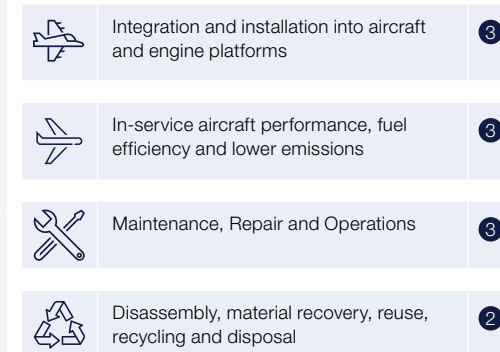 Integration and installation into aircraft
and engine platforms
3
In-service aircraft performance, fuel
efficiency and lower emissions
3
Maintenance, Repair and Operations
3
Disassembly, material recovery, reuse,
recycling and disposal
2